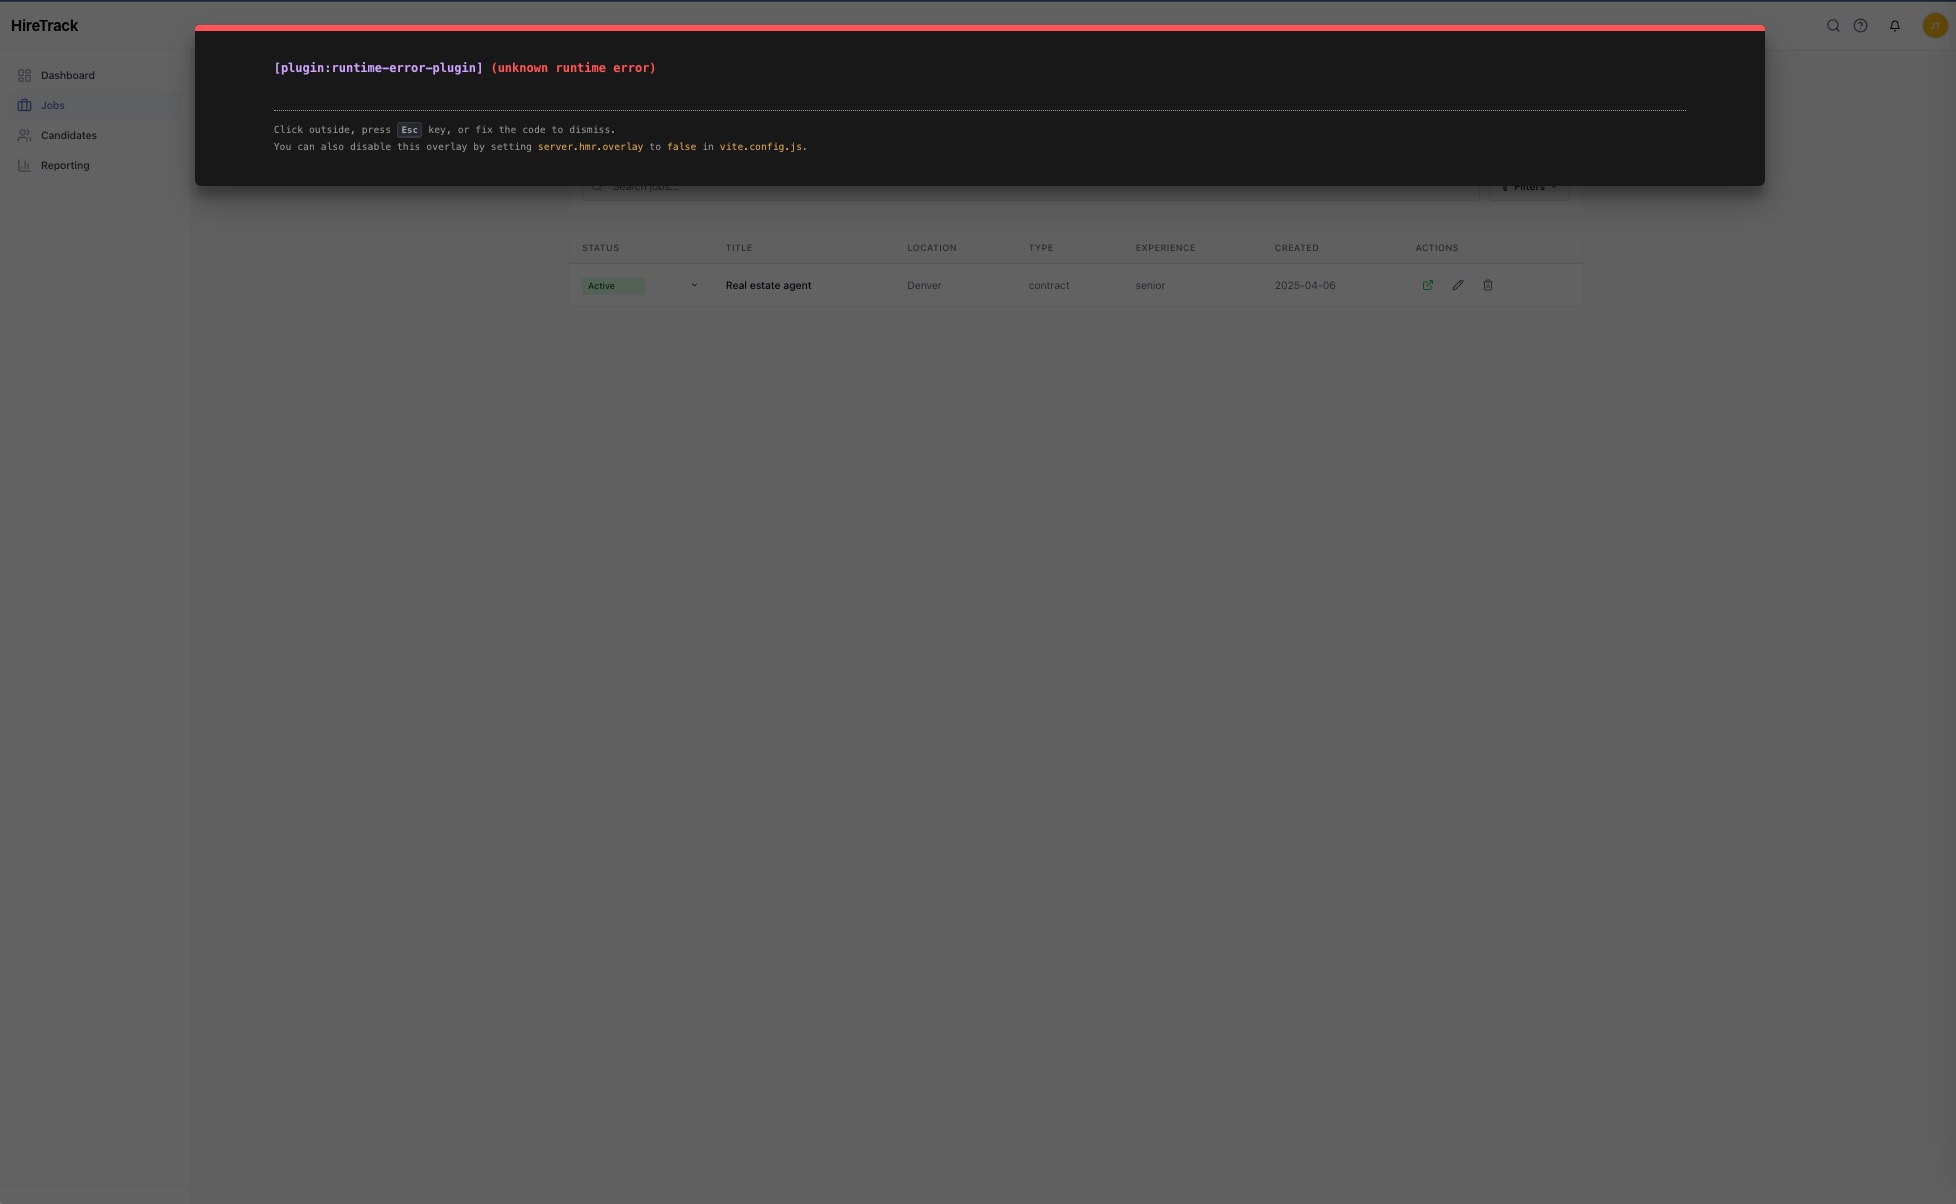 HireTrack
JT
[plugin:runtime-error-plugin] (unknown runtime error)
Click outside, press Esc key, or fix the code to dismiss.
You can also disable this overlay by setting server.hmr.overlay to false in vite.config.js.
Dashboard
Jobs
Candidates
Reporting
Search jobs...
Filters
STATUS TITLE LOCATION TYPE EXPERIENCE CREATED ACTIONS
Active Real estate agent Denver contract senior 2025-04-06